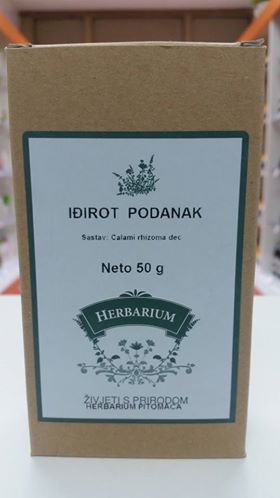 IĐIROT PODANAK
Sastav: Calami rhizoma dec
Neto 50 g
HERBARIUM
ŽIVJETI S PRIRODOM
HERBARIUM PITOMAČA